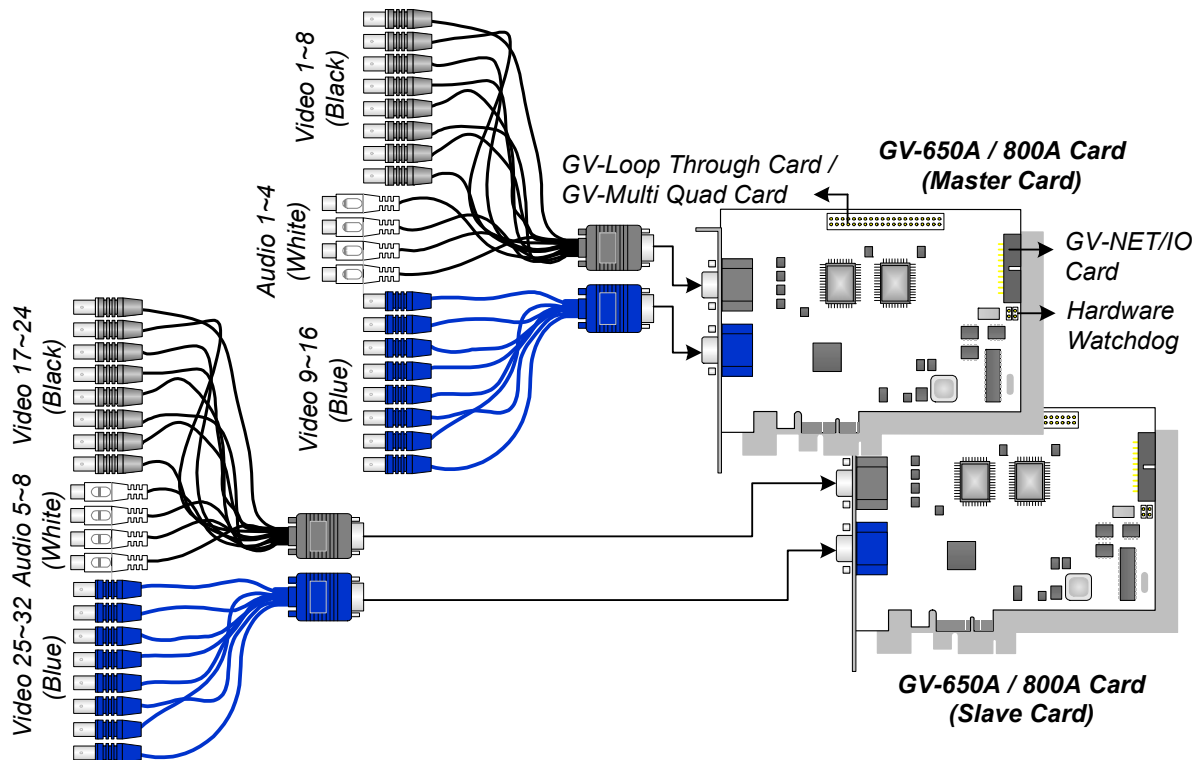 Video 1~8
(Black)
GV-Loop Through Card /
GV-Multi Quad Card
GV-650A / 800A Card
(Master Card)
Audio 1~4
(White)
GV-NET/IO
Card
Hardware
Watchdog
Video 9~16
(Blue)
Video 17~24
(Black)
Audio 5~8
(White)
Video 25~32
(Blue)
GV-650A / 800A Card
(Slave Card)